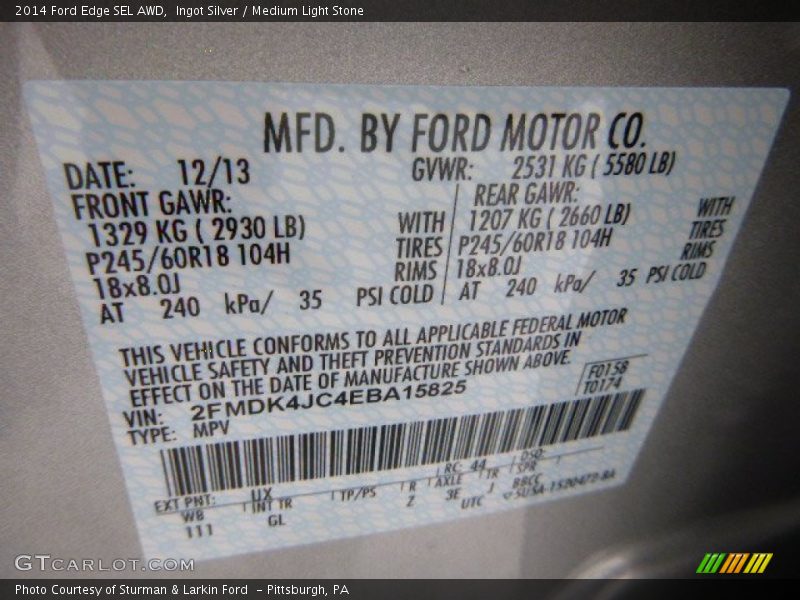 2014 Ford Edge SEL AWD, Ingot Silver / Medium Light Stone
MFD. BY FORD MOTOR CO.
DATE: 12/13 GVWR: 2531 KG ( 5580 LB)
FRONT GAWR: REAR GAWR:
1329 KG ( 2930 LB) WITH 1207 KG ( 2660 LB) WITH
P245/60R18 104H TIRES P245/60R18 104H TIRES
18x8.0J RIMS 18x8.0J RIMS
AT 240 kPa/ 35 PSI COLD AT 240 kPa/ 35 PSI COLD
THIS VEHICLE CONFORMS TO ALL APPLICABLE FEDERAL MOTOR
VEHICLE SAFETY AND THEFT PREVENTION STANDARDS IN
EFFECT ON THE DATE OF MANUFACTURE SHOWN ABOVE.
F0158
VIN: 2FMDK4JC4EBA15825 T0174
TYPE: MPV
RC: 44 DSO:
EXT PNT: UX
WB INT TR TP/PS R AXLE TR SPR
111 GL 2 3E J BBCC
UTC
GTCARLOT.COM
Photo Courtesy of Sturman & Larkin Ford - Pittsburgh, PA